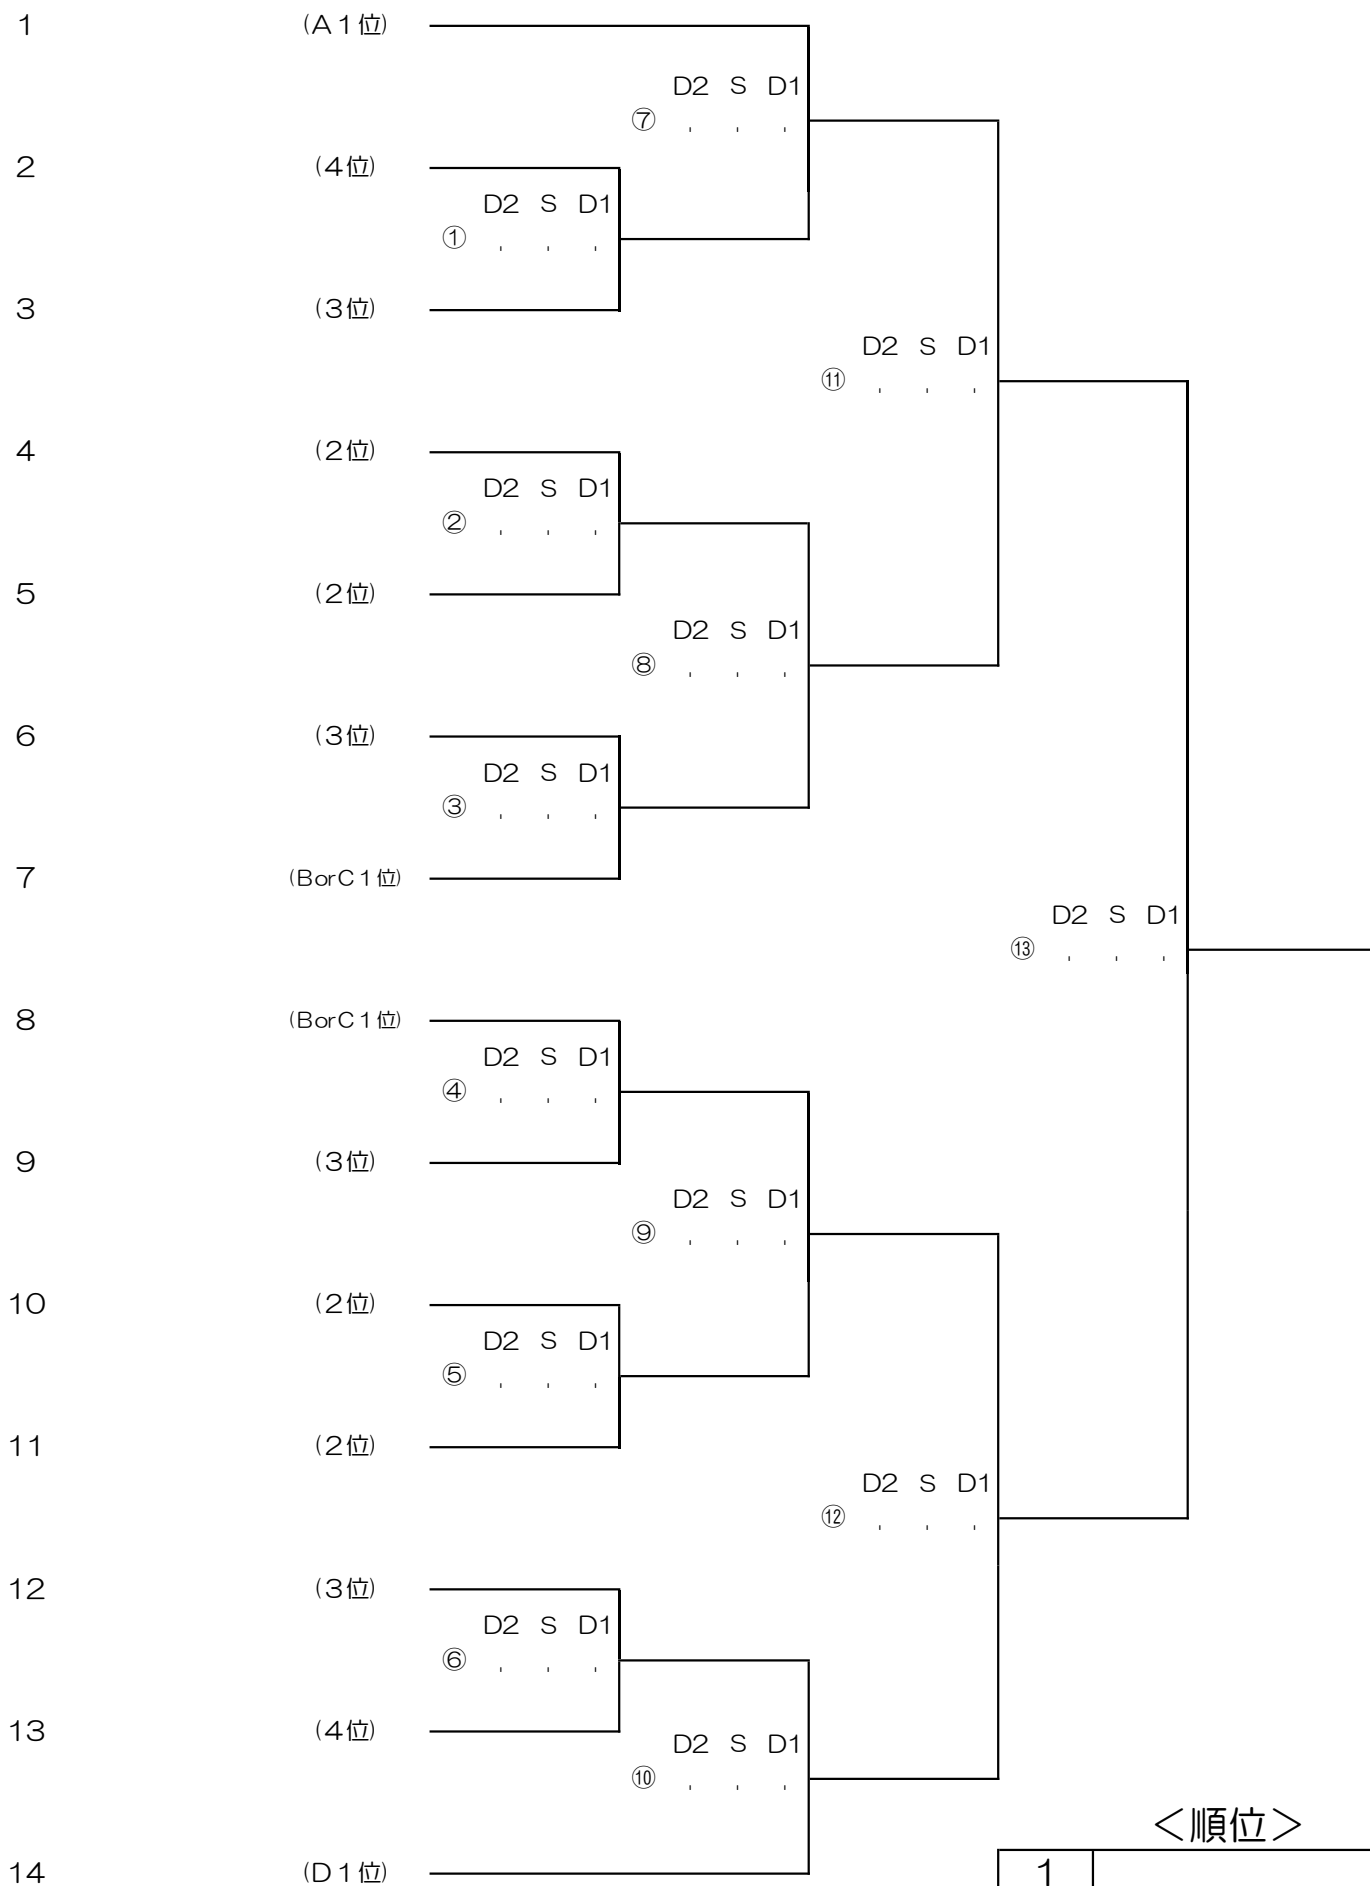 1 (A1位)
D2 S D1
⑦ . . .
2 (4位)
D2 S D1
① . . .
3 (3位)
D2 S D1
⑪ . . .
4 (2位)
D2 S D1
② . . .
5 (2位)
D2 S D1
⑧ . . .
6 (3位)
D2 S D1
③ . . .
7 (BorC1位)
D2 S D1
⑬ . . .
8 (BorC1位)
D2 S D1
④ . . .
9 (3位)
D2 S D1
⑨ . . .
10 (2位)
D2 S D1
⑤ . . .
11 (2位)
D2 S D1
⑫ . . .
12 (3位)
D2 S D1
⑥ . . .
13 (4位)
D2 S D1
⑩ . . .
＜順位＞
14 (D1位) 1